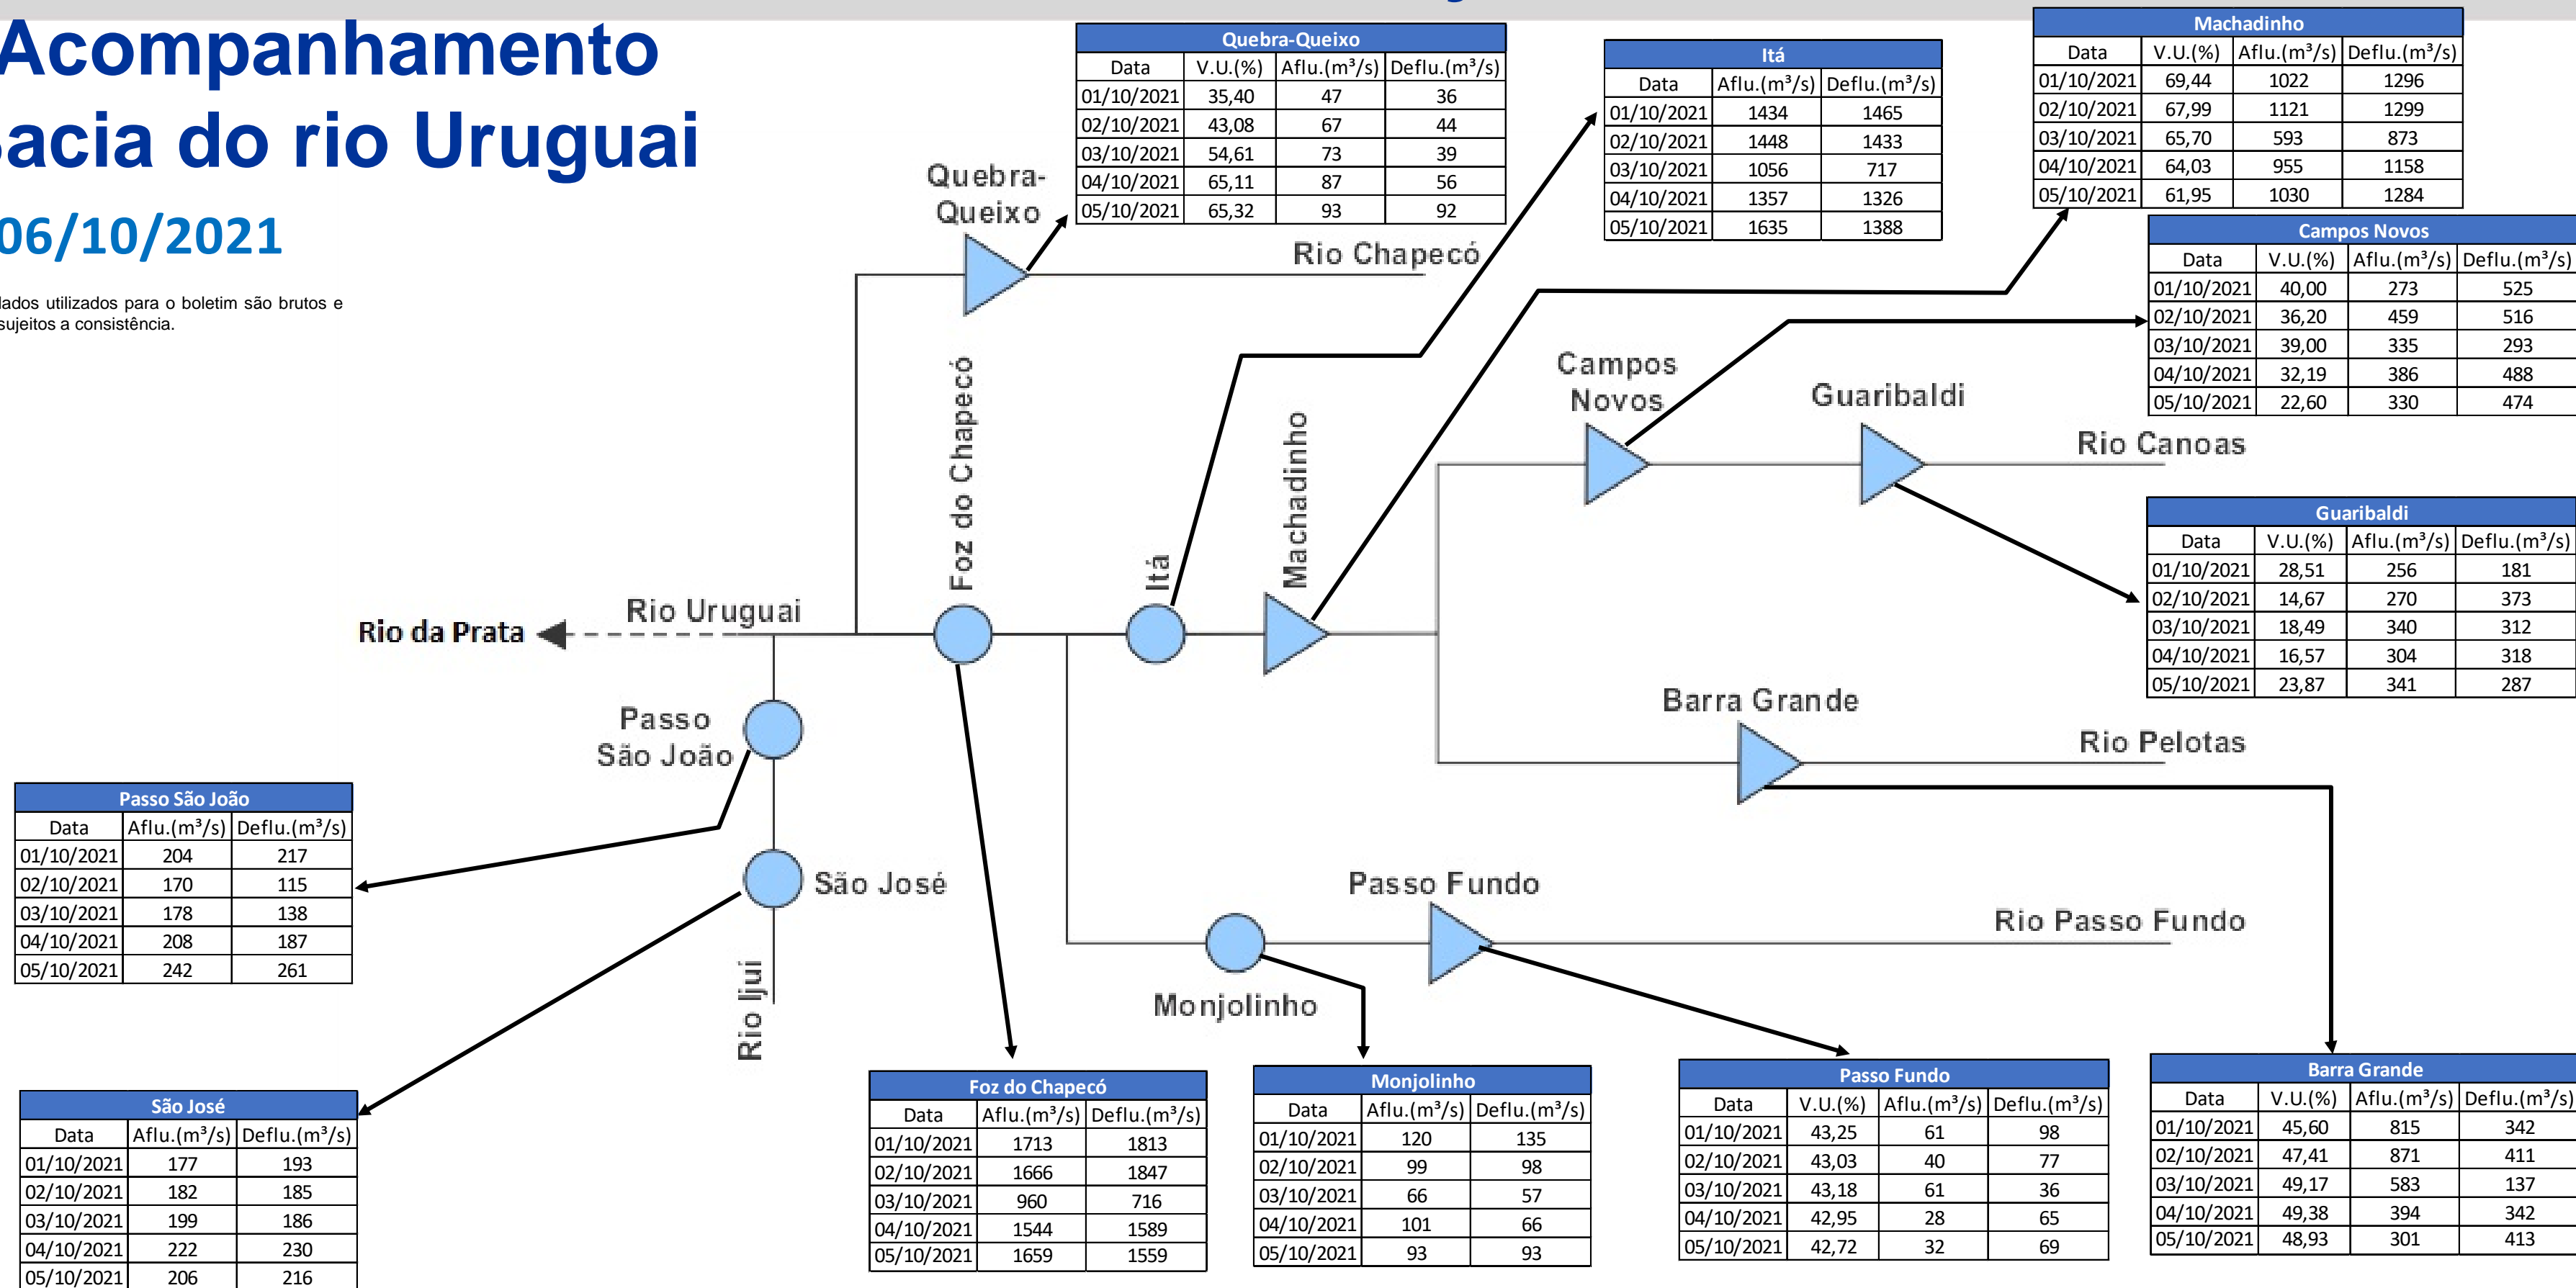 Acompanhamento
acia do rio Uruguai
06/10/2021
dados utilizados para o boletim são brutos e
sujeitos a consistência.
Quebra-Queixo
Data V.U.(%) Aflu.(m³/s) Deflu.(m³/s)
01/10/2021 35,40 47 36
02/10/2021 43,08 67 44
03/10/2021 54,61 73 39
04/10/2021 65,11 87 56
05/10/2021 65,32 93 92
Itá
Data Aflu.(m³/s) Deflu.(m³/s)
01/10/2021 1434 1465
02/10/2021 1448 1433
03/10/2021 1056 717
04/10/2021 1357 1326
05/10/2021 1635 1388
Machadinho
Data V.U.(%) Aflu.(m³/s) Deflu.(m³/s)
01/10/2021 69,44 1022 1296
02/10/2021 67,99 1121 1299
03/10/2021 65,70 593 873
04/10/2021 64,03 955 1158
05/10/2021 61,95 1030 1284
Campos Novos
Data V.U.(%) Aflu.(m³/s) Deflu.(m³/s)
01/10/2021 40,00 273 525
02/10/2021 36,20 459 516
03/10/2021 39,00 335 293
04/10/2021 32,19 386 488
05/10/2021 22,60 330 474
Quebra-
Queixo
Rio Chapecó
Foz do Chapecó
Itá
Machadinho
Campos
Novos
Guaribaldi
Rio Canoas
Guaribaldi
Data V.U.(%) Aflu.(m³/s) Deflu.(m³/s)
01/10/2021 28,51 256 181
02/10/2021 14,67 270 373
03/10/2021 18,49 340 312
04/10/2021 16,57 304 318
05/10/2021 23,87 341 287
Rio da Prata
Rio Uruguai
Barra Grande
Rio Pelotas
Passo
São João
São José
Rio Ijuí
Passo Fundo
Rio Passo Fundo
Monjolinho
Passo São João
Data Aflu.(m³/s) Deflu.(m³/s)
01/10/2021 204 217
02/10/2021 170 115
03/10/2021 178 138
04/10/2021 208 187
05/10/2021 242 261
São José
Data Aflu.(m³/s) Deflu.(m³/s)
01/10/2021 177 193
02/10/2021 182 185
03/10/2021 199 186
04/10/2021 222 230
05/10/2021 206 216
Foz do Chapecó
Data Aflu.(m³/s) Deflu.(m³/s)
01/10/2021 1713 1813
02/10/2021 1666 1847
03/10/2021 960 716
04/10/2021 1544 1589
05/10/2021 1659 1559
Monjolinho
Data Aflu.(m³/s) Deflu.(m³/s)
01/10/2021 120 135
02/10/2021 99 98
03/10/2021 66 57
04/10/2021 101 66
05/10/2021 93 93
Passo Fundo
Data V.U.(%) Aflu.(m³/s) Deflu.(m³/s)
01/10/2021 43,25 61 98
02/10/2021 43,03 40 77
03/10/2021 43,18 61 36
04/10/2021 42,95 28 65
05/10/2021 42,72 32 69
Barra Grande
Data V.U.(%) Aflu.(m³/s) Deflu.(m³/s)
01/10/2021 45,60 815 342
02/10/2021 47,41 871 411
03/10/2021 49,17 583 137
04/10/2021 49,38 394 342
05/10/2021 48,93 301 413